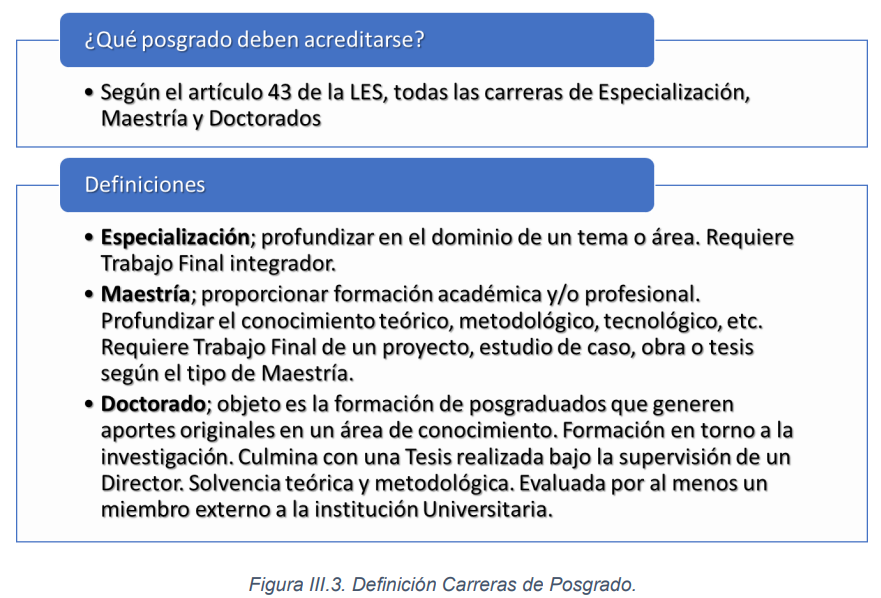 ¿Qué posgrado deben acreditarse?
• Según el artículo 43 de la LES, todas las carreras de Especialización,
Maestría y Doctorados
Definiciones
• Especialización; profundizar en el dominio de un tema o área. Requiere
Trabajo Final integrador.
• Maestría; proporcionar formación académica y/o profesional.
Profundizar el conocimiento teórico, metodológico, tecnológico, etc.
Requiere Trabajo Final de un proyecto, estudio de caso, obra o tesis
según el tipo de Maestría.
• Doctorado; objeto es la formación de posgraduados que generen
aportes originales en un área de conocimiento. Formación en torno a la
investigación. Culmina con una Tesis realizada bajo la supervisión de un
Director. Solvencia teórica y metodológica. Evaluada por al menos un
miembro externo a la institución Universitaria.
Figura III.3. Definición Carreras de Posgrado.